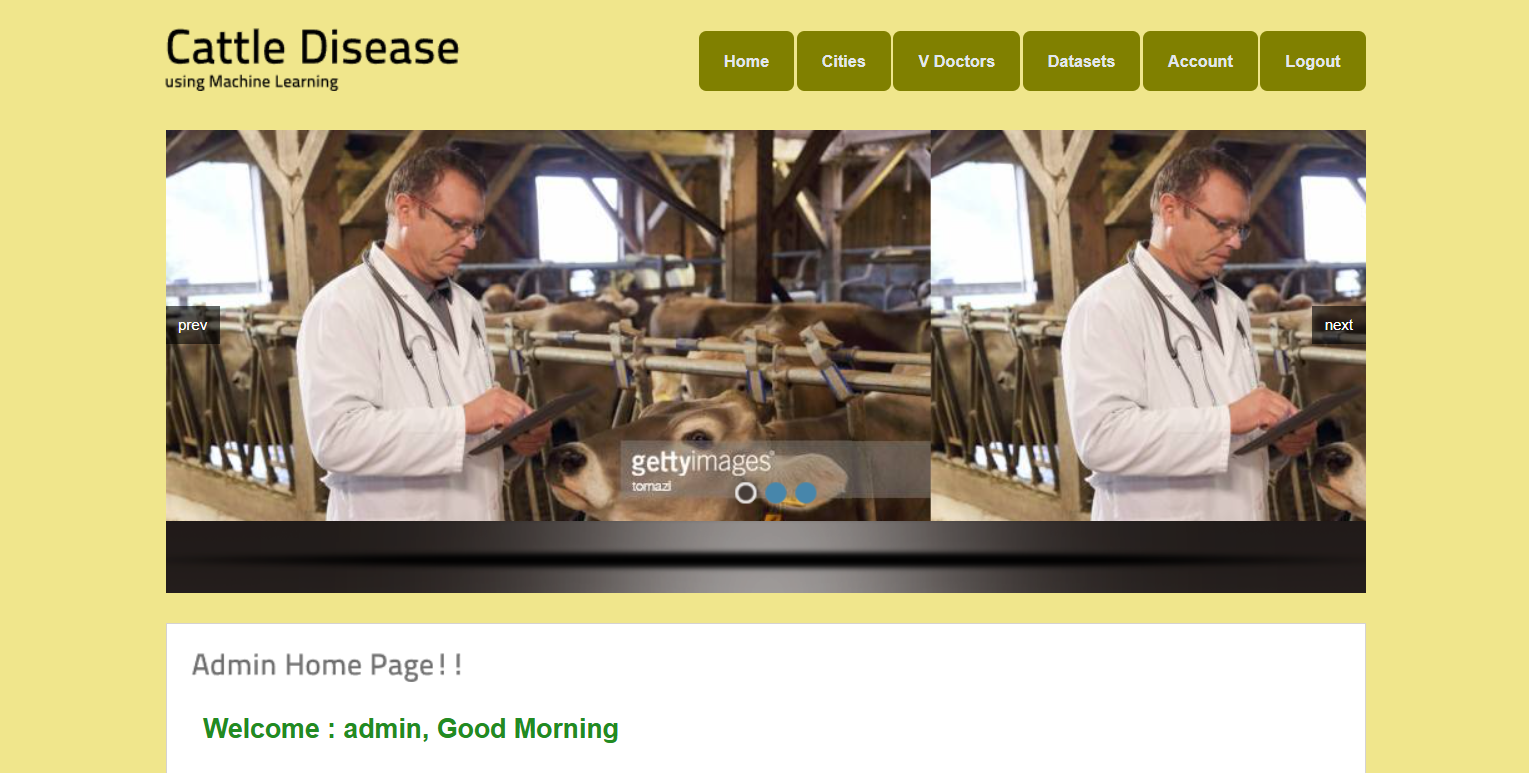 Cattle Disease
using Machine Learning
Home Cities V Doctors Datasets Account Logout
prev
next
gettyimages®
tomazl
Admin Home Page!!
Welcome : admin, Good Morning